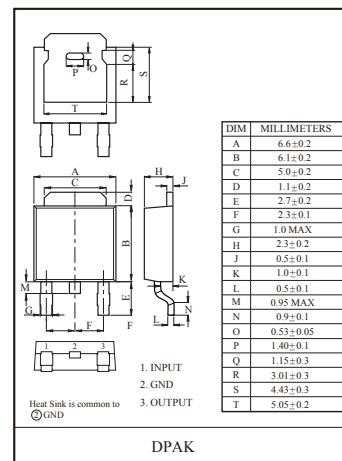 Q
O
P
R
S
T
A
C
H
J
D
B
K
M
E
N
G
F
F
L
1 2 3
1. INPUT
2. GND
3. OUTPUT
Heat Sink is common to
② GND
DIM MILLIMETERS
A 6.6±0.2
B 6.1±0.2
C 5.0±0.2
D 1.1±0.2
E 2.7±0.2
F 2.3±0.1
G 1.0 MAX
H 2.3±0.2
J 0.5±0.1
K 1.0±0.1
L 0.5±0.1
M 0.95 MAX
N 0.9±0.1
O 0.53±0.05
P 1.40±0.1
Q 1.15±0.3
R 3.01±0.3
S 4.43±0.3
T 5.05±0.2
DPAK